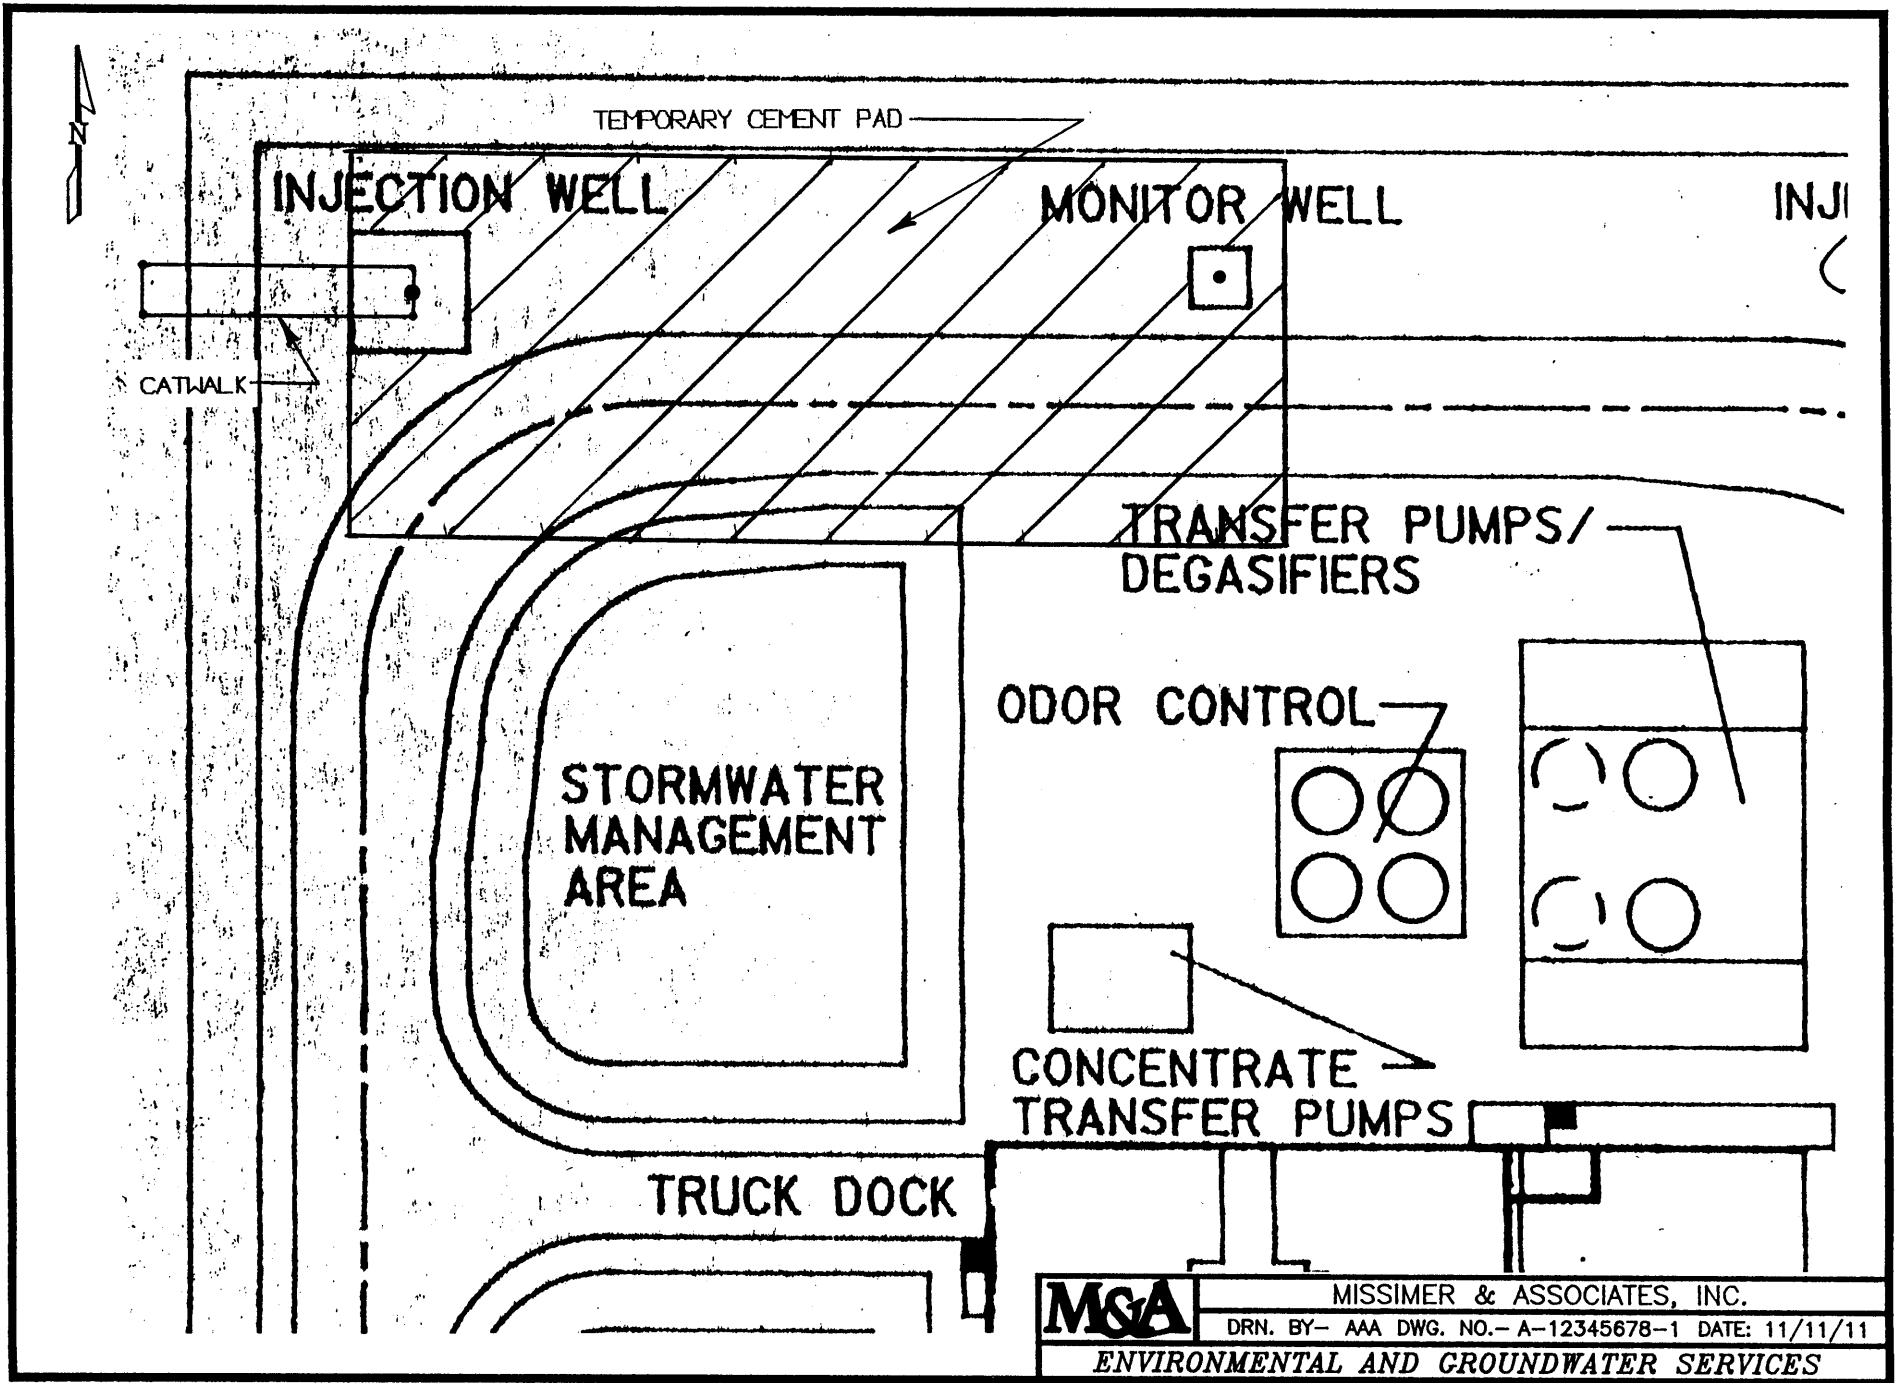 N
TEMPORARY CEMENT PAD
INJECTION WELL
MONITOR WELL
INJ
CATWALK
TRANSFER PUMPS/
DEGASIFIERS
ODOR CONTROL
STORMWATER
MANAGEMENT
AREA
CONCENTRATE
TRANSFER PUMPS
TRUCK DOCK
M&A
MISSIMER & ASSOCIATES, INC.
DRN. BY- AAA DWG. NO.- A-12345678-1 DATE: 11/11/11
ENVIRONMENTAL AND GROUNDWATER SERVICES